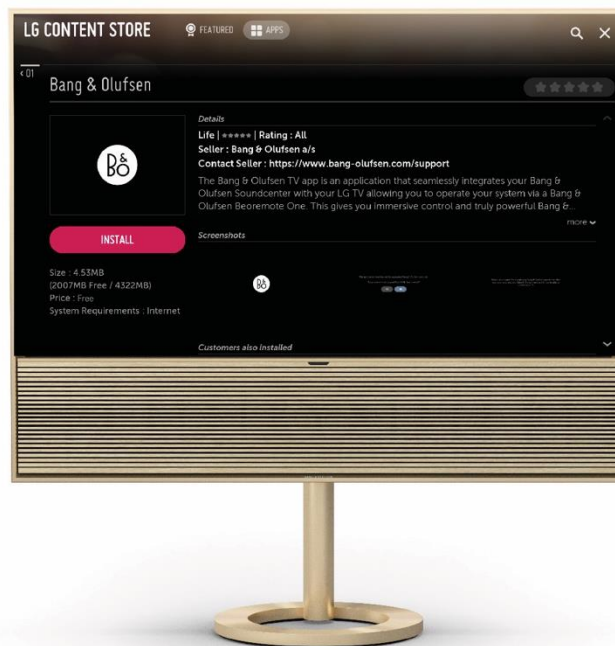 LG CONTENT STORE
FEATURED
APPS
< 01
Bang & Olufsen
Details
Life | ★★★★★ | Rating : All
Seller : Bang & Olufsen a/s
Contact Seller : https://www.bang-olufsen.com/support
The Bang & Olufsen TV app is an application that seamlessly integrates your Bang &
Olufsen Soundcenter with your LG TV allowing you to operate your system via a Bang &
Olufsen Beoremote One. This gives you immersive control and truly powerful Bang &...
more
B&O
INSTALL
Size : 4.53MB
(2007MB Free / 4322MB)
Price : Free
System Requirements : Internet
Screenshots
B&O
Customers also installed